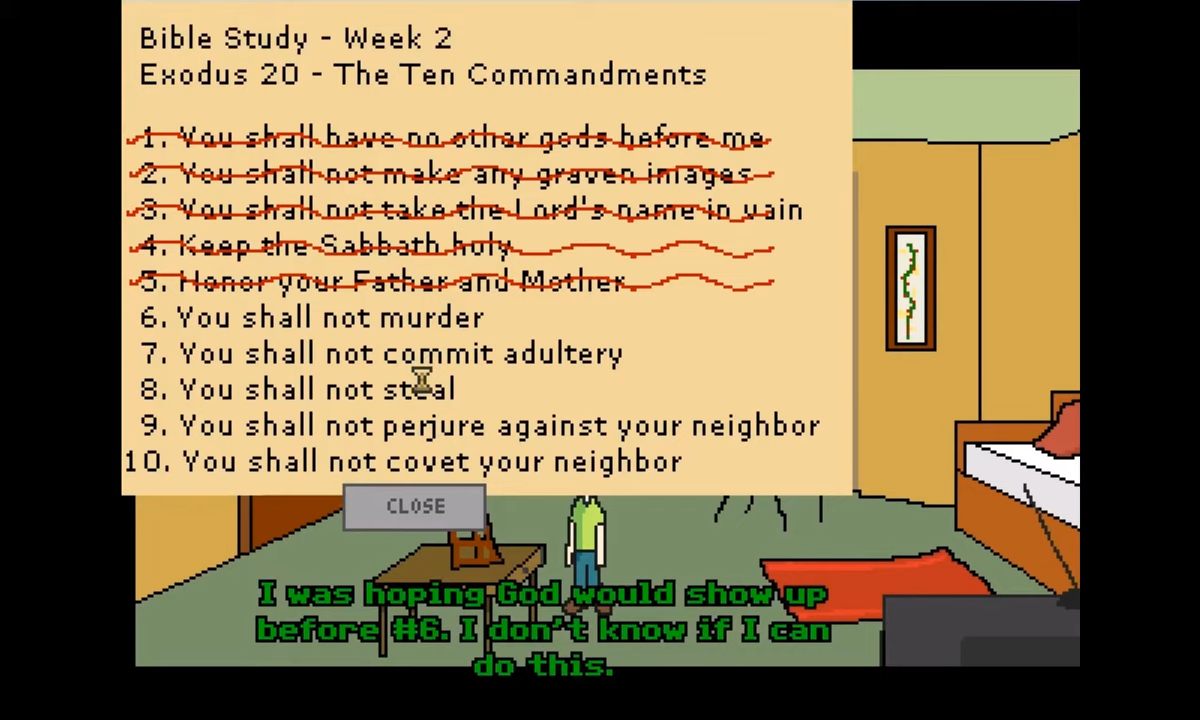 Bible Study - Week 2
Exodus 20 - The Ten Commandments
1. You shall have no other gods before me
2. You shall not make any graven images
3. You shall not take the Lord's name in vain
4. Keep the Sabbath holy
5. Honor your Father and Mother
6. You shall not murder
7. You shall not commit adultery
8. You shall not steal
9. You shall not perjure against your neighbor
10. You shall not covet your neighbor
CLOSE
I was hoping God would show up
before #6. I don't know if I can
do this.